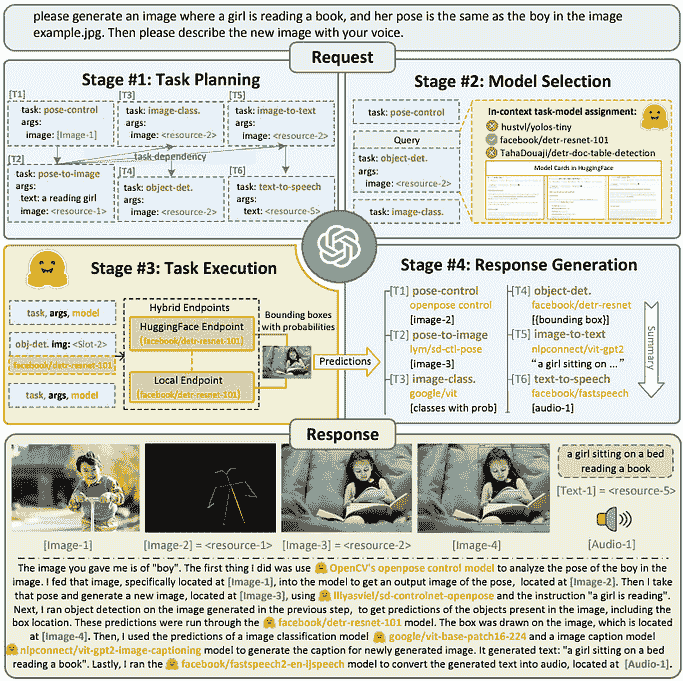 please generate an image where a girl is reading a book, and her pose is the same as the boy in the image
example.jpg. Then please describe the new image with your voice.
Request
Stage #1: Task Planning
[T1]
task: pose-control
args:
image: [Image-1]
[T3]
task: image-class.
args:
image: <resource-2>
[T5]
task: image-to-text
args:
image: <resource-2>
task dependency
[T2]
task: pose-to-image
args:
text: a reading girl
image: <resource-1>
[T4]
task: object-det.
args:
image: <resource-2>
[T6]
task: text-to-speech
args:
text: <resource-5>
Stage #2: Model Selection
task: pose-control
Query
task: object-det.
args:
image: <resource-2>
task: image-class.
In-context task-model assignment:
hustvl/yolos-tiny
facebook/detr-resnet-101
TahaDouaji/detr-doc-table-detection
Model Cards in HuggingFace
Stage #3: Task Execution
task, args, model
obj-det. img: <Slot-2>
facebook/detr-resnet-101
task, args, model
Hybrid Endpoints
HuggingFace Endpoint
(facebook/detr-resnet-101)
Local Endpoint
(facebook/detr-resnet-101)
Bounding boxes
with probabilities
Predictions
Stage #4: Response Generation
[T1] pose-control
openpose control
[image-2]
[T2] pose-to-image
lym/sd-ctl-pose
[image-3]
[T3] image-class.
google/vit
[classes with prob]
[T4] object-det.
facebook/detr-resnet
[{bounding box}]
[T5] image-to-text
nlpconnect/vit-gpt2
“a girl sitting on ...”
[T6] text-to-speech
facebook/fastspeech
[audio-1]
Summary
Response
[Image-1]
[Image-2] = <resource-1>
[Image-3] = <resource-2>
[Image-4]
a girl sitting on a bed
reading a book
[Text-1] = <resource-5>
[Audio-1]
The image you gave me is of "boy". The first thing I did was use OpenCV's openpose control model to analyze the pose of the boy in the
image. I fed that image, specifically located at [Image-1], into the model to get an output image of the pose, located at [Image-2]. Then I take
that pose and generate a new image, located at [Image-3], using lllyasviel/sd-controlnet-openpose and the instruction "a girl is reading".
Next, I ran object detection on the image generated in the previous step, to get predictions of the objects present in the image, including the
box location. These predictions were run through the facebook/detr-resnet-101 model. The box was drawn on the image, which is located
at [Image-4]. Then, I used the predictions of a image classification model google/vit-base-patch16-224 and a image caption model
nlpconnect/vit-gpt2-image-captioning model to generate the caption for newly generated image. It generated text: "a girl sitting on a bed
reading a book". Lastly, I ran the facebook/fastspeech2-en-ljspeech model to convert the generated text into audio, located at [Audio-1].